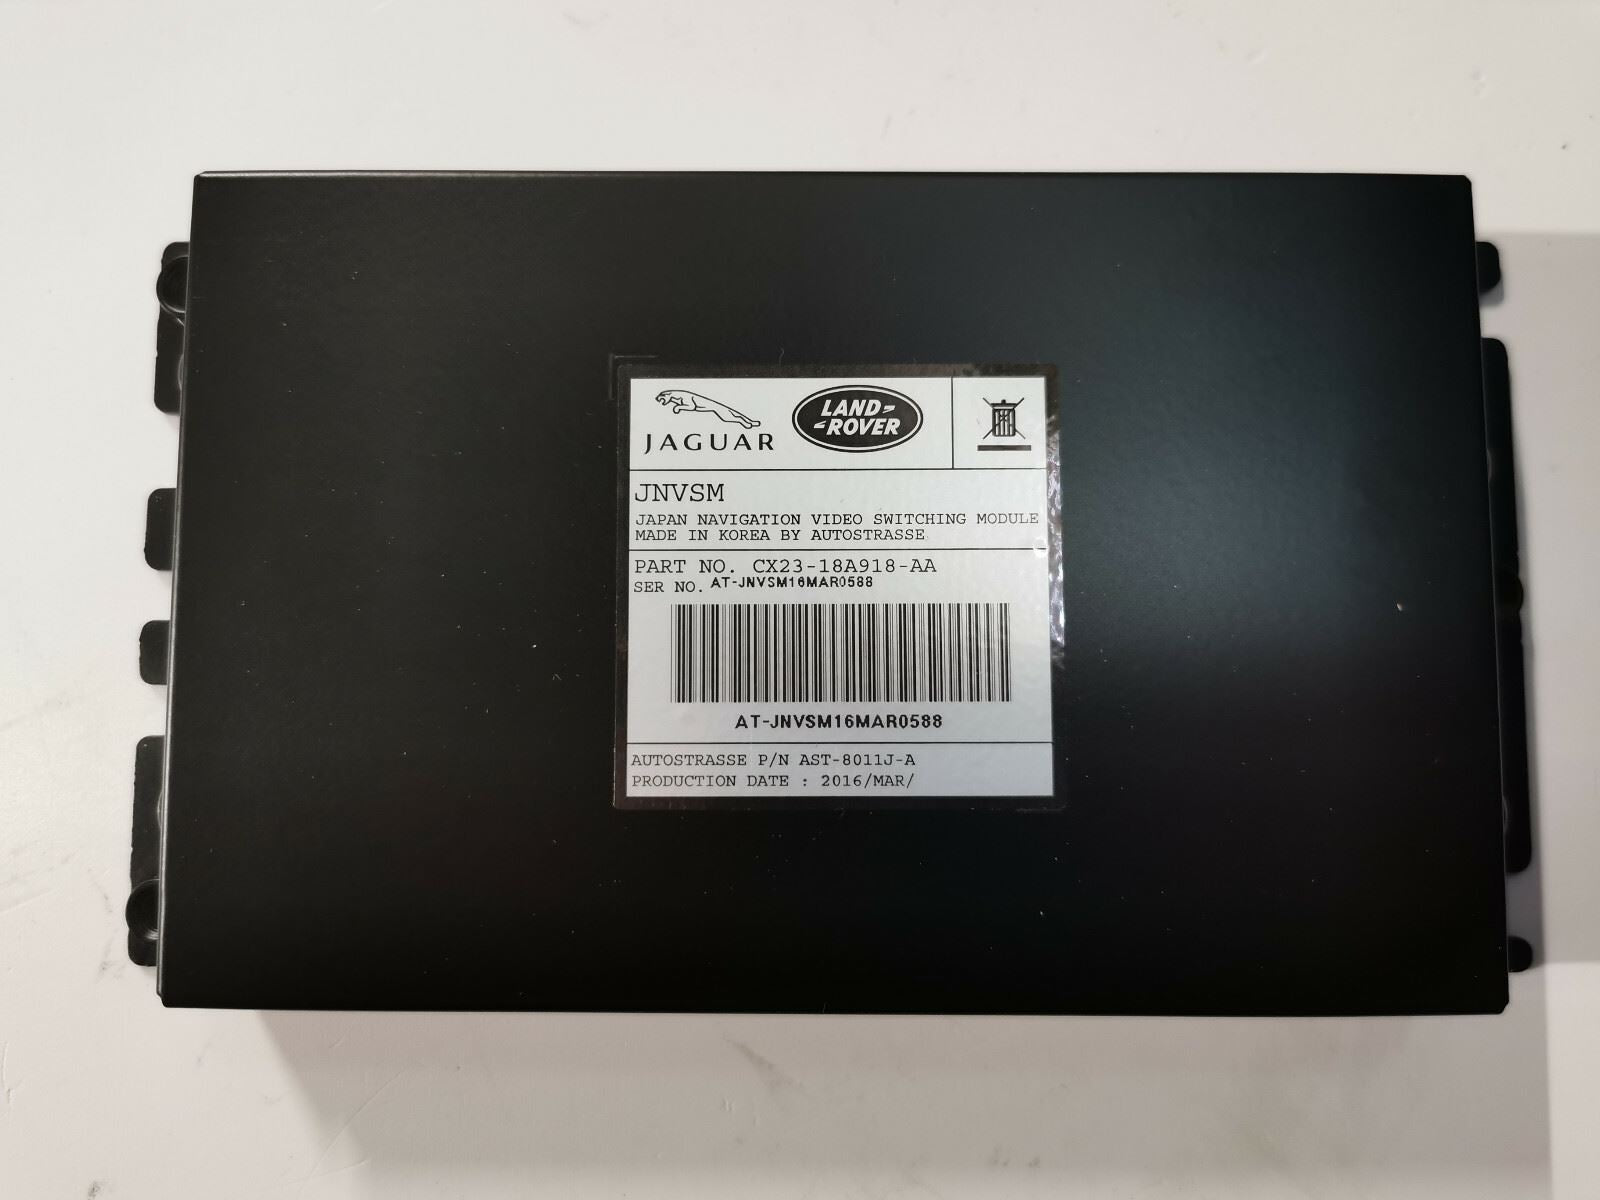 JAGUAR
LAND-
-ROVER
JNVSM
JAPAN NAVIGATION VIDEO SWITCHING MODULE
MADE IN KOREA BY AUTOSTRASSE
PART NO. CX23-18A918-AA
SER NO. AT-JNVSM16MAR0588
AT-JNVSM16MAR0588
AUTOSTRASSE P/N AST-8011J-A
PRODUCTION DATE : 2016/MAR/